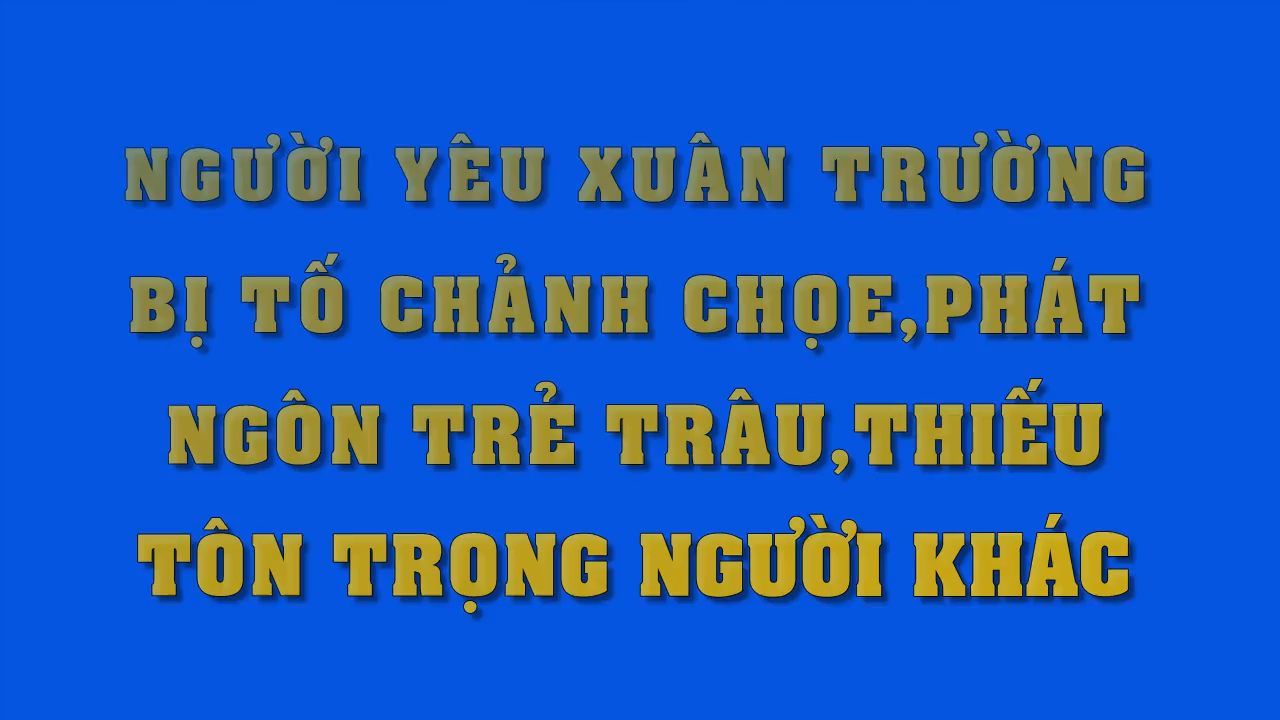 NGƯỜI YÊU XUÂN TRƯỜNG
BỊ TỐ CHẢNH CHỌE,PHÁT
NGÔN TRẺ TRÂU,THIẾU
TÔN TRỌNG NGƯỜI KHÁC